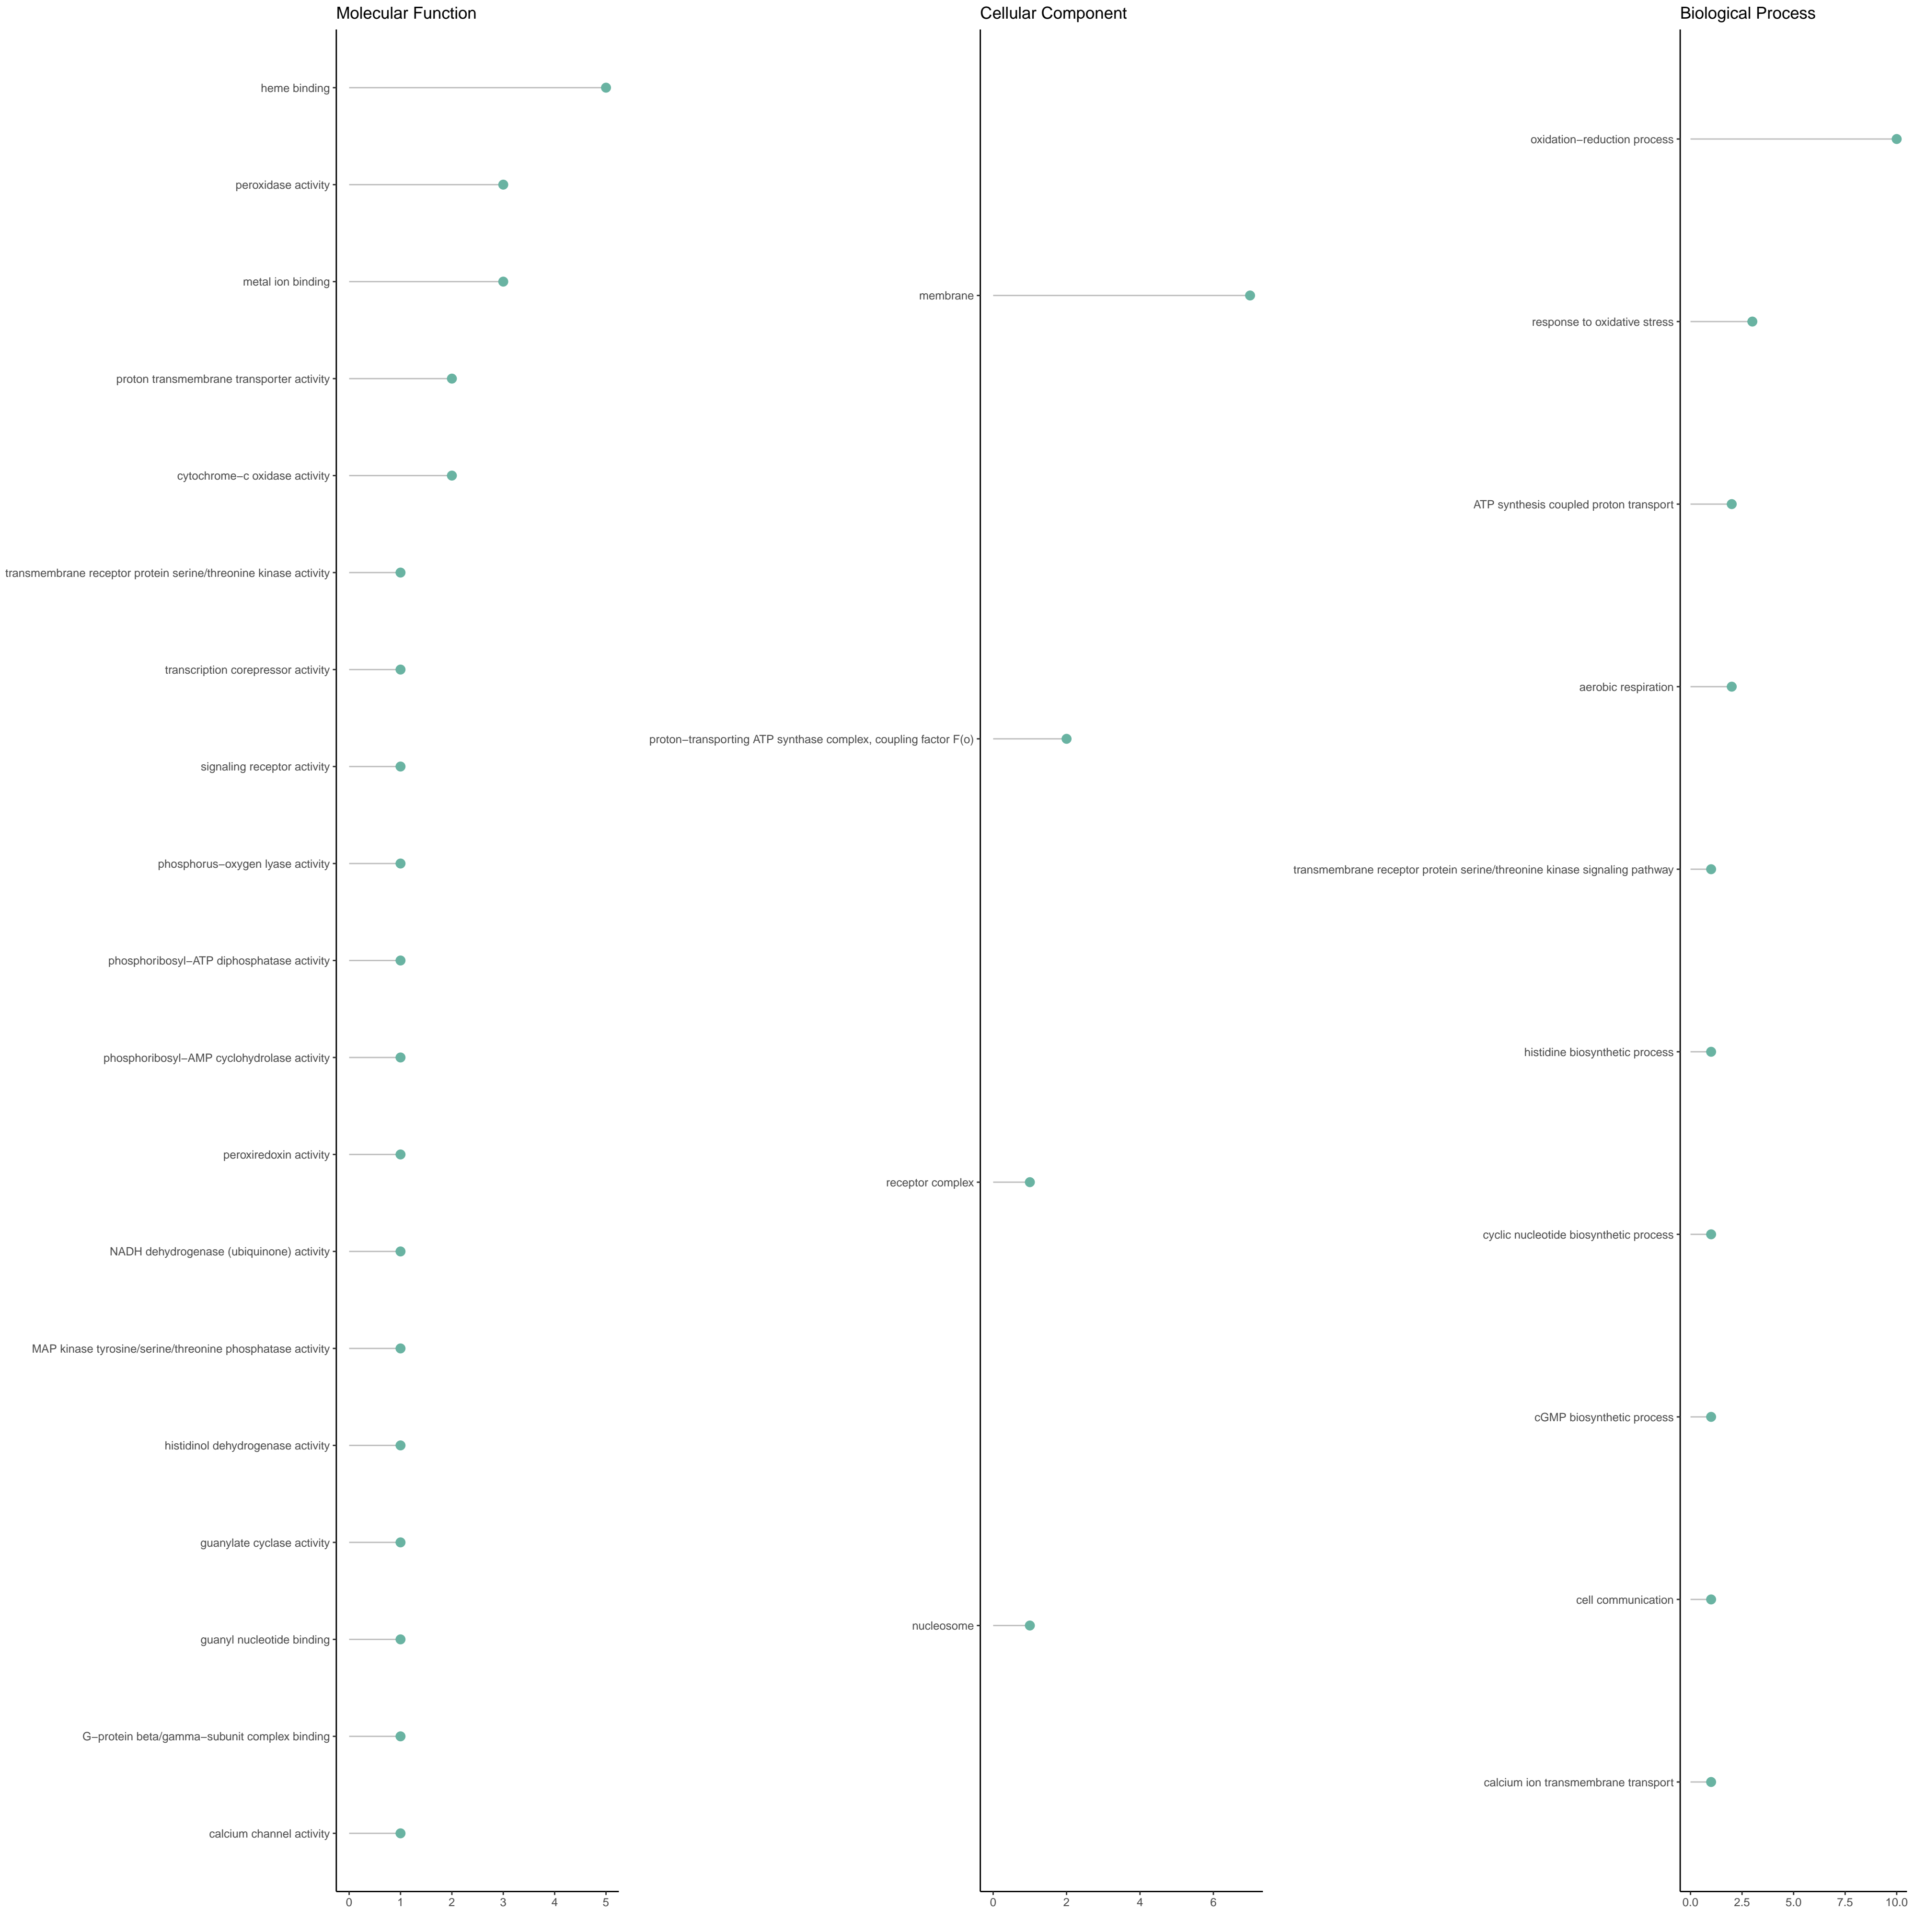 Molecular Function
heme binding
peroxidase activity
metal ion binding
proton transmembrane transporter activity
cytochrome−c oxidase activity
transmembrane receptor protein serine/threonine kinase activity
transcription corepressor activity
signaling receptor activity
phosphorus−oxygen lyase activity
phosphoribosyl−ATP diphosphatase activity
phosphoribosyl−AMP cyclohydrolase activity
peroxiredoxin activity
NADH dehydrogenase (ubiquinone) activity
MAP kinase tyrosine/serine/threonine phosphatase activity
histidinol dehydrogenase activity
guanylate cyclase activity
guanyl nucleotide binding
G−protein beta/gamma−subunit complex binding
calcium channel activity
0 1 2 3 4 5
Cellular Component
membrane
proton−transporting ATP synthase complex, coupling factor F(o)
receptor complex
nucleosome
0 2 4 6
Biological Process
oxidation−reduction process
response to oxidative stress
ATP synthesis coupled proton transport
aerobic respiration
transmembrane receptor protein serine/threonine kinase signaling pathway
histidine biosynthetic process
cyclic nucleotide biosynthetic process
cGMP biosynthetic process
cell communication
calcium ion transmembrane transport
0.0 2.5 5.0 7.5 10.0